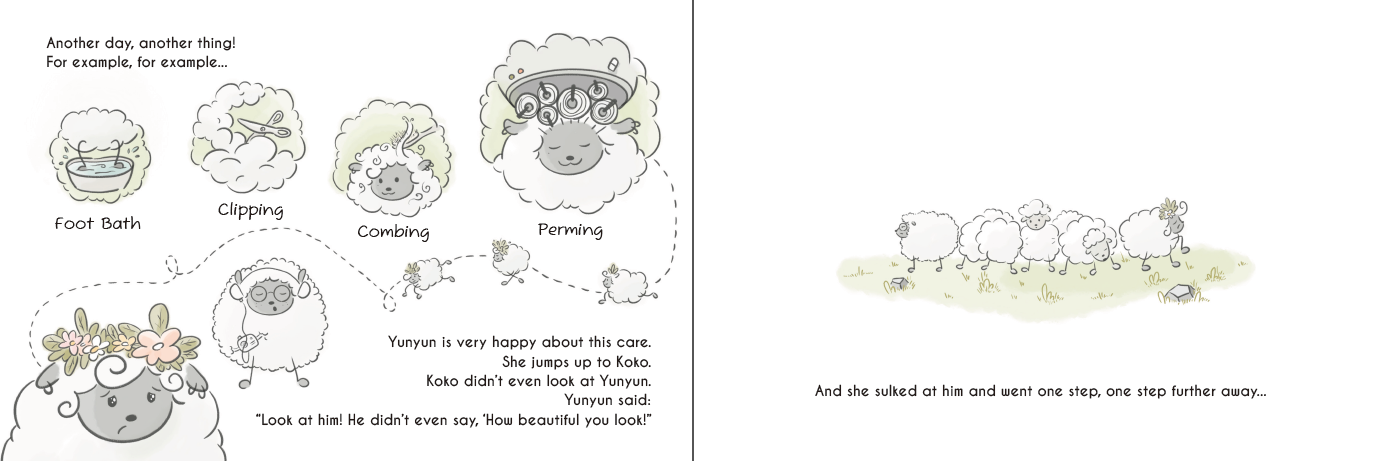 Another day, another thing!
For example, for example...
Foot Bath
Clipping
Combing
Perming
Yunyun is very happy about this care.
She jumps up to Koko.
Koko didn't even look at Yunyun.
Yunyun said:
“Look at him! He didn't even say, ‘How beautiful you look!”
And she sulked at him and went one step, one step further away...